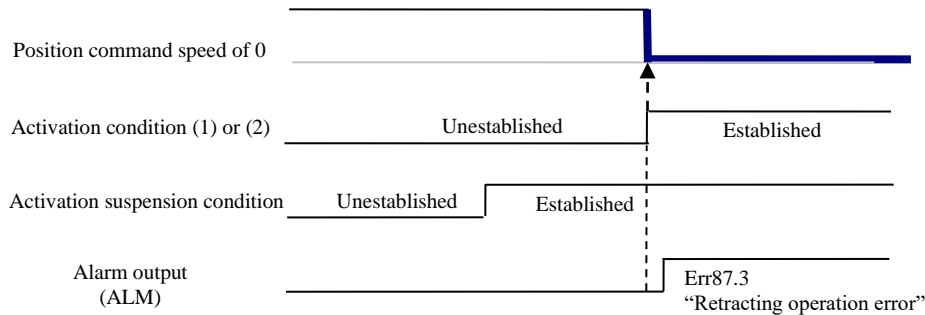 Position command speed of 0
Activation condition (1) or (2)
Unestablished
Established
Activation suspension condition
Unestablished
Established
Alarm output
(ALM)
Err87.3
“Retracting operation error”